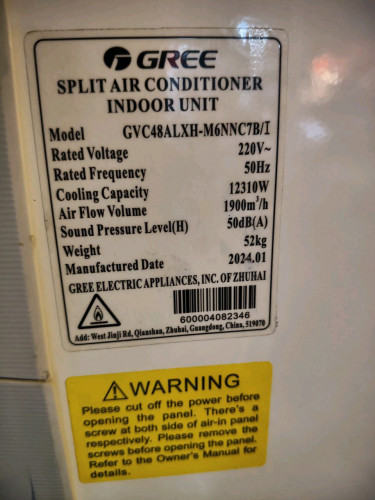 GREE
SPLIT AIR CONDITIONER
INDOOR UNIT
Model GVC48ALXH-M6NNC7B/I
Rated Voltage 220V~
Rated Frequency 50Hz
Cooling Capacity 12310W
Air Flow Volume 1900m³/h
Sound Pressure Level(H) 50dB(A)
Weight 52kg
Manufactured Date 2024.01
GREE ELECTRIC APPLIANCES, INC. OF ZHUHAI
600004082346
Add: West Jinji Rd, Qianshan, Zhuhai, Guangdong, China, 519070
WARNING
Please cut off the power before
opening the panel. There's a
screw at both side of air-in panel
respectively. Please remove the
screws before opening the panel.
Refer to the Owner's Manual for
details.